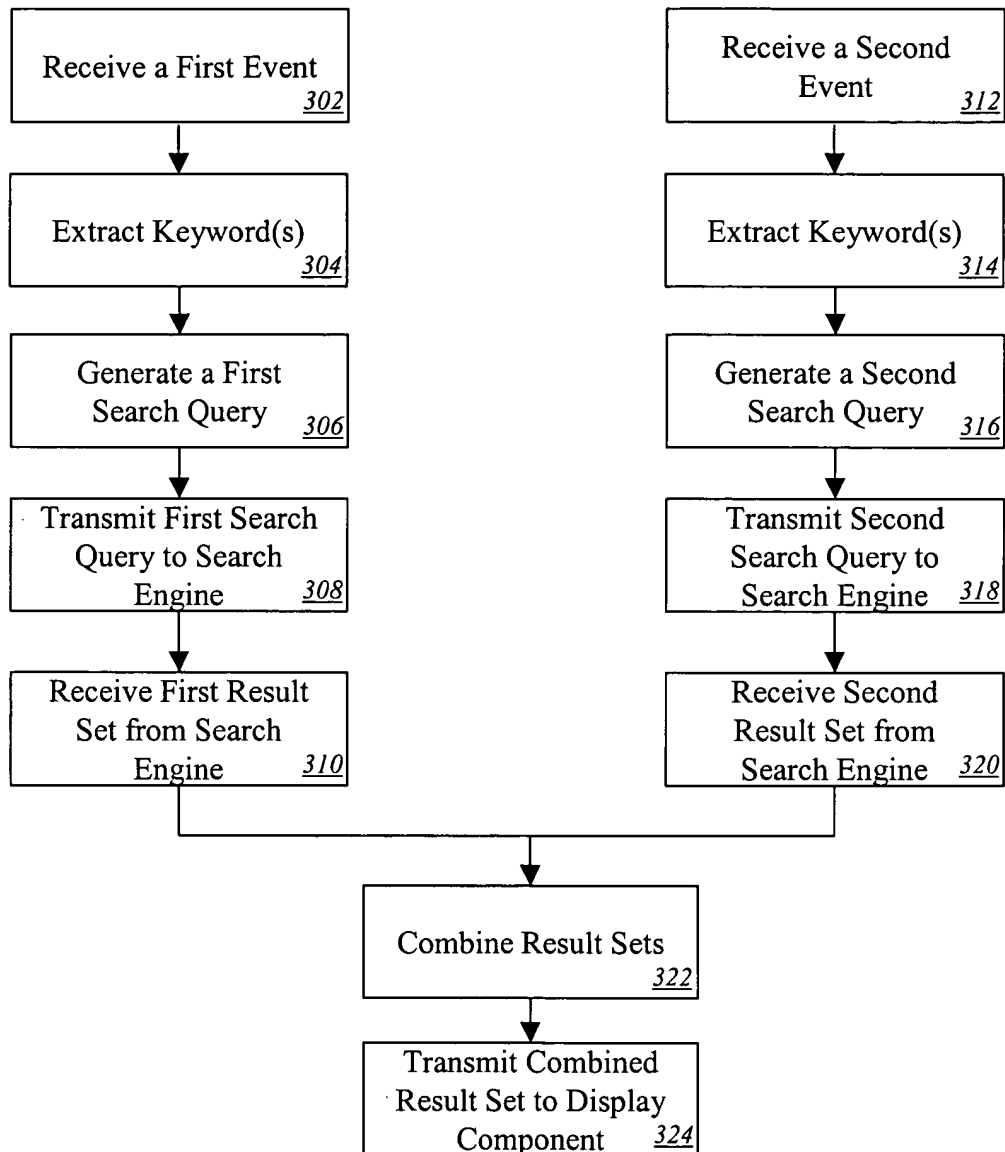 Receive a First Event
302
Extract Keyword(s)
304
Generate a First
Search Query
306
Transmit First Search
Query to Search
Engine
308
Receive First Result
Set from Search
Engine
310
Receive a Second
Event
312
Extract Keyword(s)
314
Generate a Second
Search Query
316
Transmit Second
Search Query to
Search Engine
318
Receive Second
Result Set from
Search Engine
320
Combine Result Sets
322
Transmit Combined
Result Set to Display
Component
324